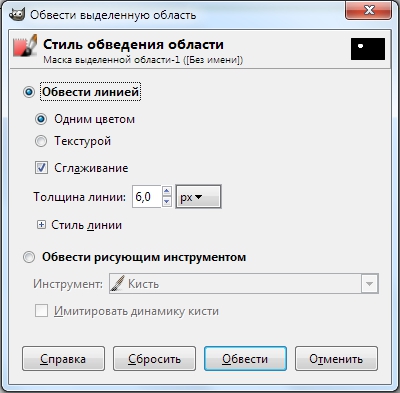 Обвести выделенную область
Стиль обведения области
Маска выделенной области-1 ([Без имени])
Обвести линией
Одним цветом
Текстурой
Сглаживание
Толщина линии: 6,0 px
Стиль линии
Обвести рисующим инструментом
Инструмент: Кисть
Имитировать динамику кисти
Справка Сбросить Обвести Отменить